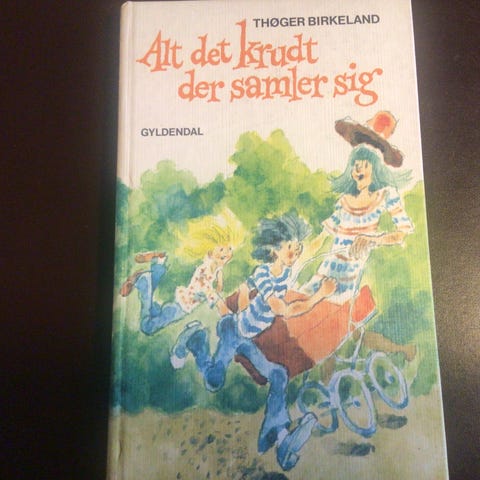 THØGER BIRKELAND
Alt det krudt
der samler sig
GYLDENDAL